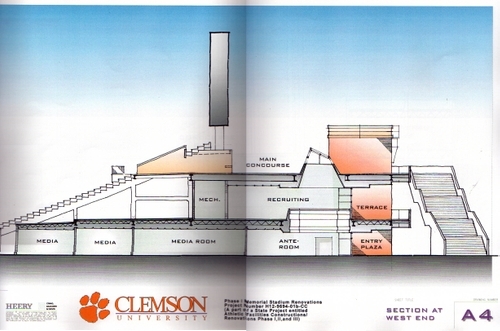 MAIN
CONCOURSE
MECH.
RECRUITING
TERRACE
MEDIA
MEDIA
MEDIA ROOM
ANTE-
ROOM
ENTRY
PLAZA
HEERY
CLEMSON
UNIVERSITY
Phase I Memorial Stadium Renovations
Project Number H12-9094-01b-CC
(A part of a State Project entitled
Athletic Facilities Construction/
Renovations Phase I,II,and III)
SECTION AT
WEST END
A4